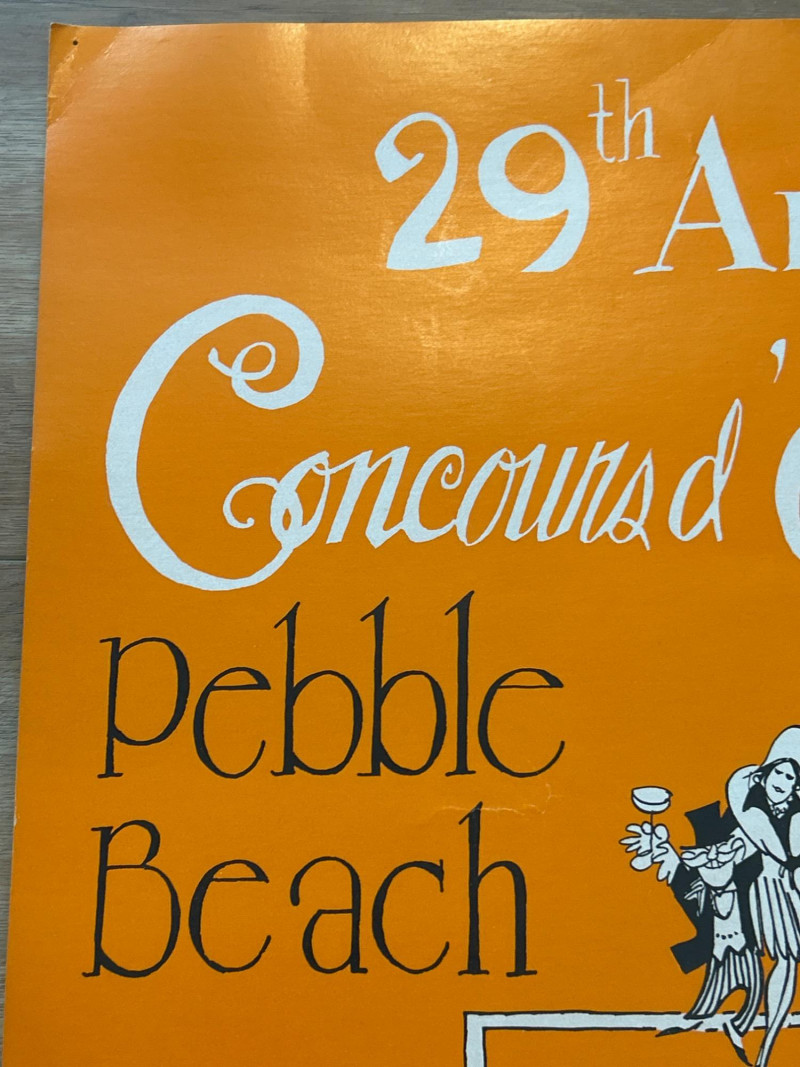 29th
Concours d'
Pebble
Beach